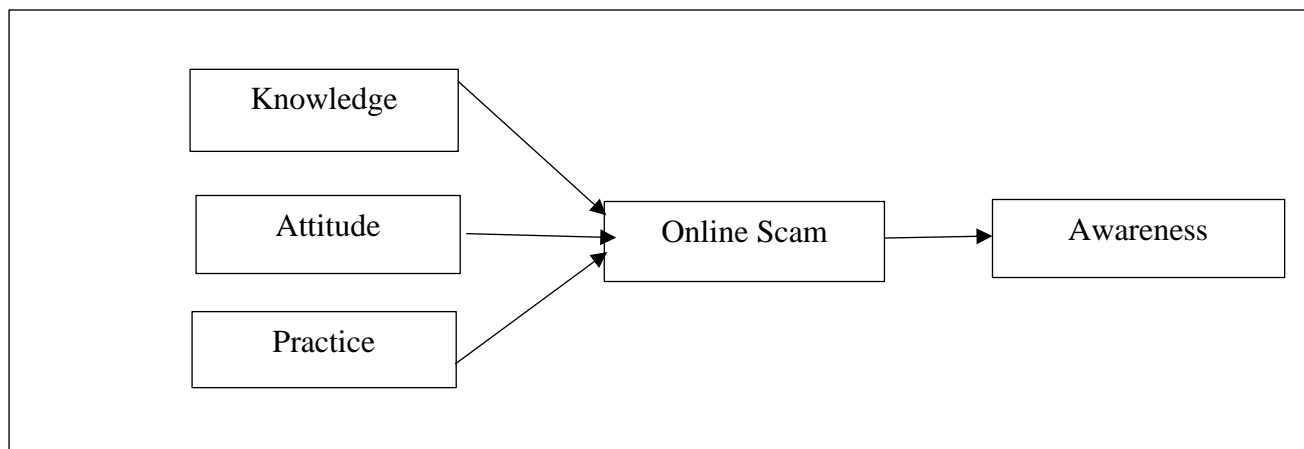 Knowledge
Attitude
Practice
Online Scam
Awareness